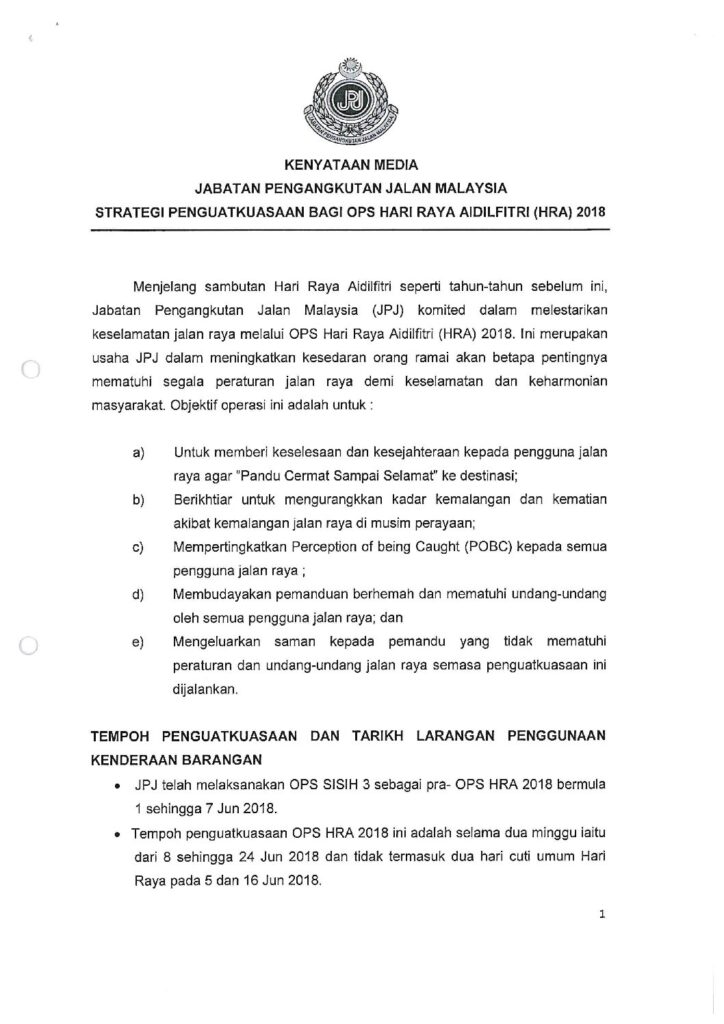 JPJ
JABATAN PENGANGKUTAN JALAN MALAYSIA
KENYATAAN MEDIA
JABATAN PENGANGKUTAN JALAN MALAYSIA
STRATEGI PENGUATKUASAAN BAGI OPS HARI RAYA AIDILFITRI (HRA) 2018
Menjelang sambutan Hari Raya Aidilfitri seperti tahun-tahun sebelum ini,
Jabatan Pengangkutan Jalan Malaysia (JPJ) komited dalam melestarikan
keselamatan jalan raya melalui OPS Hari Raya Aidilfitri (HRA) 2018. Ini merupakan
usaha JPJ dalam meningkatkan kesedaran orang ramai akan betapa pentingnya
mematuhi segala peraturan jalan raya demi keselamatan dan keharmonian
masyarakat. Objektif operasi ini adalah untuk :
a) Untuk memberi keselesaan dan kesejahteraan kepada pengguna jalan
raya agar "Pandu Cermat Sampai Selamat" ke destinasi;
b) Berikhtiar untuk mengurangkkan kadar kemalangan dan kematian
akibat kemalangan jalan raya di musim perayaan;
c) Mempertingkatkan Perception of being Caught (POBC) kepada semua
pengguna jalan raya ;
d) Membudayakan pemanduan berhemah dan mematuhi undang-undang
oleh semua pengguna jalan raya; dan
e) Mengeluarkan saman kepada pemandu yang tidak mematuhi
peraturan dan undang-undang jalan raya semasa penguatkuasaan ini
dijalankan.
TEMPOH PENGUATKUASAAN DAN TARIKH LARANGAN PENGGUNAAN
KENDERAAN BARANGAN
• JPJ telah melaksanakan OPS SISIH 3 sebagai pra- OPS HRA 2018 bermula
1 sehingga 7 Jun 2018.
• Tempoh penguatkuasaan OPS HRA 2018 ini adalah selama dua minggu iaitu
dari 8 sehingga 24 Jun 2018 dan tidak termasuk dua hari cuti umum Hari
Raya pada 5 dan 16 Jun 2018.
1